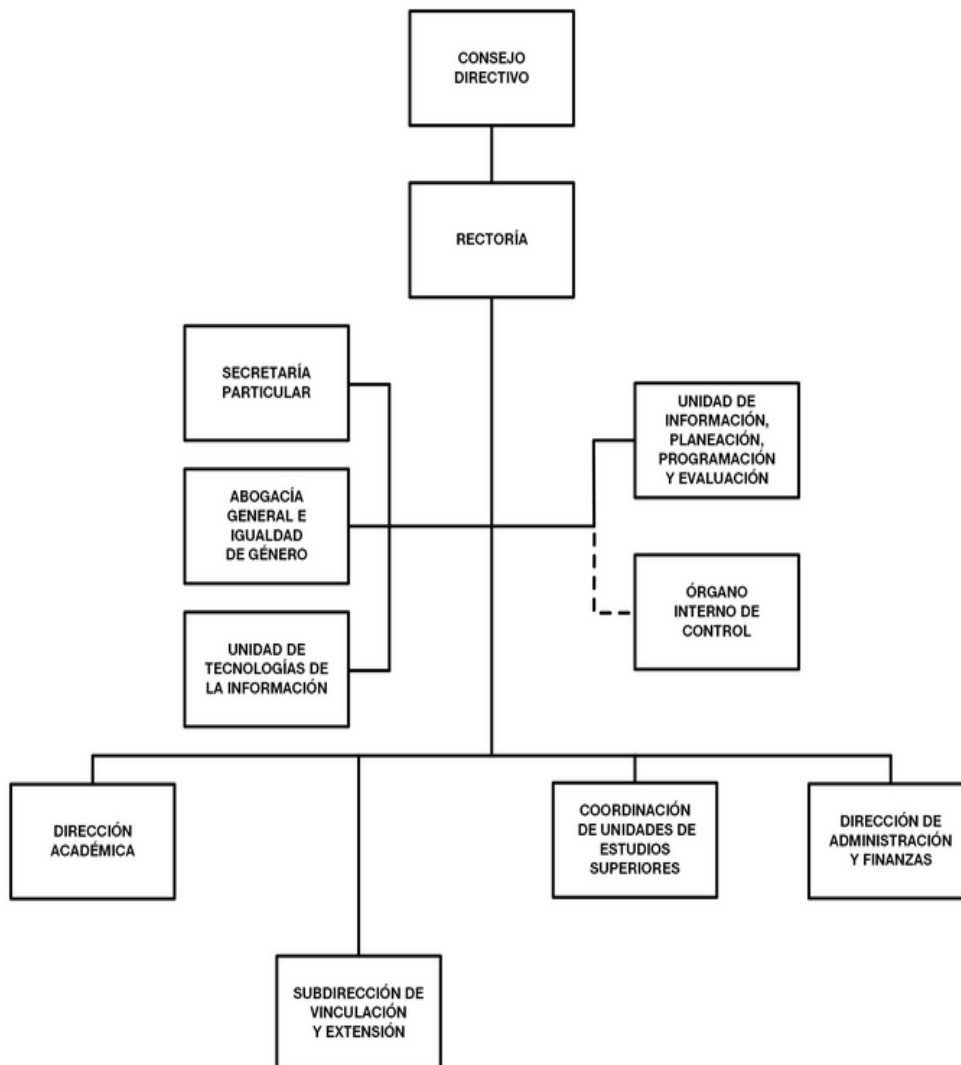 CONSEJO
DIRECTIVO
RECTORÍA
SECRETARÍA
PARTICULAR
UNIDAD DE
INFORMACIÓN,
PLANEACIÓN,
PROGRAMACIÓN
Y EVALUACIÓN
ABOGACÍA
GENERAL E
IGUALDAD
DE GÉNERO
ÓRGANO
INTERNO DE
CONTROL
UNIDAD DE
TECNOLOGÍAS DE
LA INFORMACIÓN
DIRECCIÓN
ACADÉMICA
COORDINACIÓN
DE UNIDADES DE
ESTUDIOS
SUPERIORES
DIRECCIÓN DE
ADMINISTRACIÓN
Y FINANZAS
SUBDIRECCIÓN DE
VINCULACIÓN
Y EXTENSIÓN